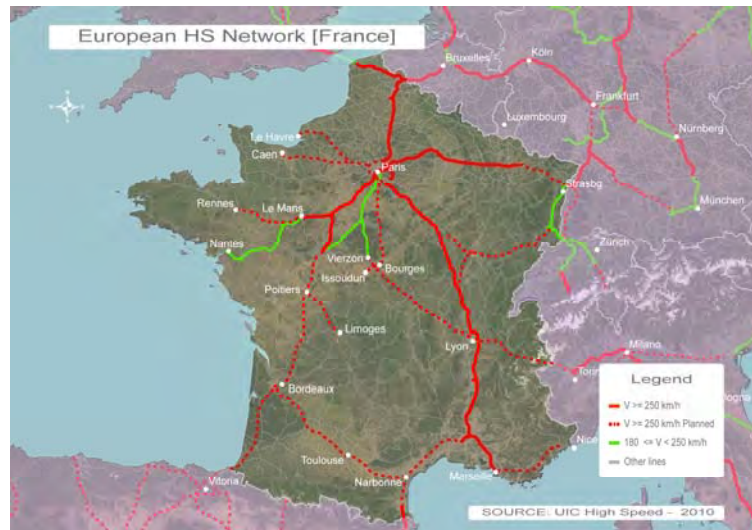 European HS Network [France]
Bruxelles
Köln
Frankfurt
Luxembourg
Nürnberg
Le Havre
Caen
Paris
Strasbg
München
Rennes
Le Mans
Nantes
Vierzon
Bourges
Issoudun
Zürich
Poitiers
Limoges
Lyon
Milano
Torino
Bordeaux
ologna
Toulouse
Narbonne
Marseille
Nice
Vitoria
Legend
V >= 250 km/h
V >= 250 km/h Planned
180 <= V < 250 km/h
Other lines
SOURCE: UIC High Speed - 2010